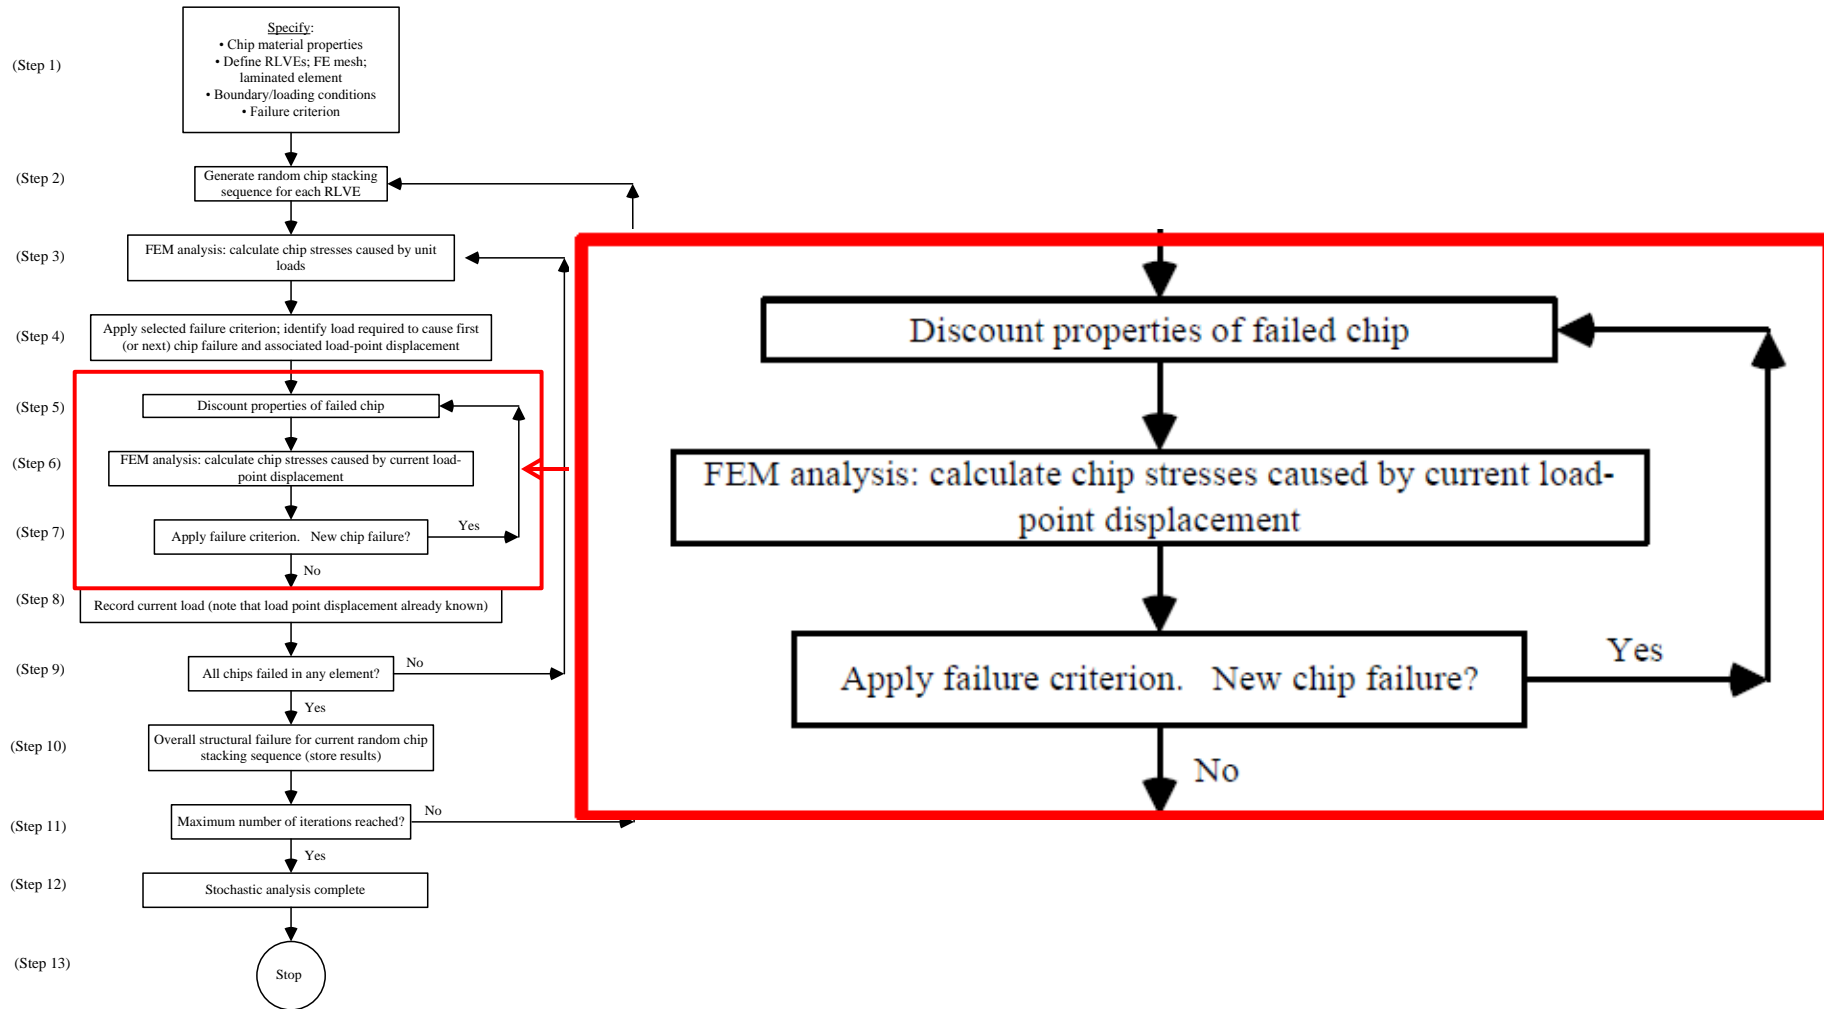 (Step 1)
Specify:
• Chip material properties
• Define RLVEs; FE mesh;
laminated element
• Boundary/loading conditions
• Failure criterion
(Step 2)
Generate random chip stacking
sequence for each RLVE
(Step 3)
FEM analysis: calculate chip stresses caused by unit
loads
(Step 4)
Apply selected failure criterion; identify load required to cause first
(or next) chip failure and associated load-point displacement
(Step 5)
Discount properties of failed chip
(Step 6)
FEM analysis: calculate chip stresses caused by current load-
point displacement
(Step 7)
Apply failure criterion. New chip failure?
Yes
No
(Step 8)
Record current load (note that load point displacement already known)
(Step 9)
All chips failed in any element?
No
Yes
(Step 10)
Overall structural failure for current random chip
stacking sequence (store results)
(Step 11)
Maximum number of iterations reached?
No
Yes
(Step 12)
Stochastic analysis complete
(Step 13)
Stop
Discount properties of failed chip
FEM analysis: calculate chip stresses caused by current load-
point displacement
Apply failure criterion. New chip failure?
Yes
No